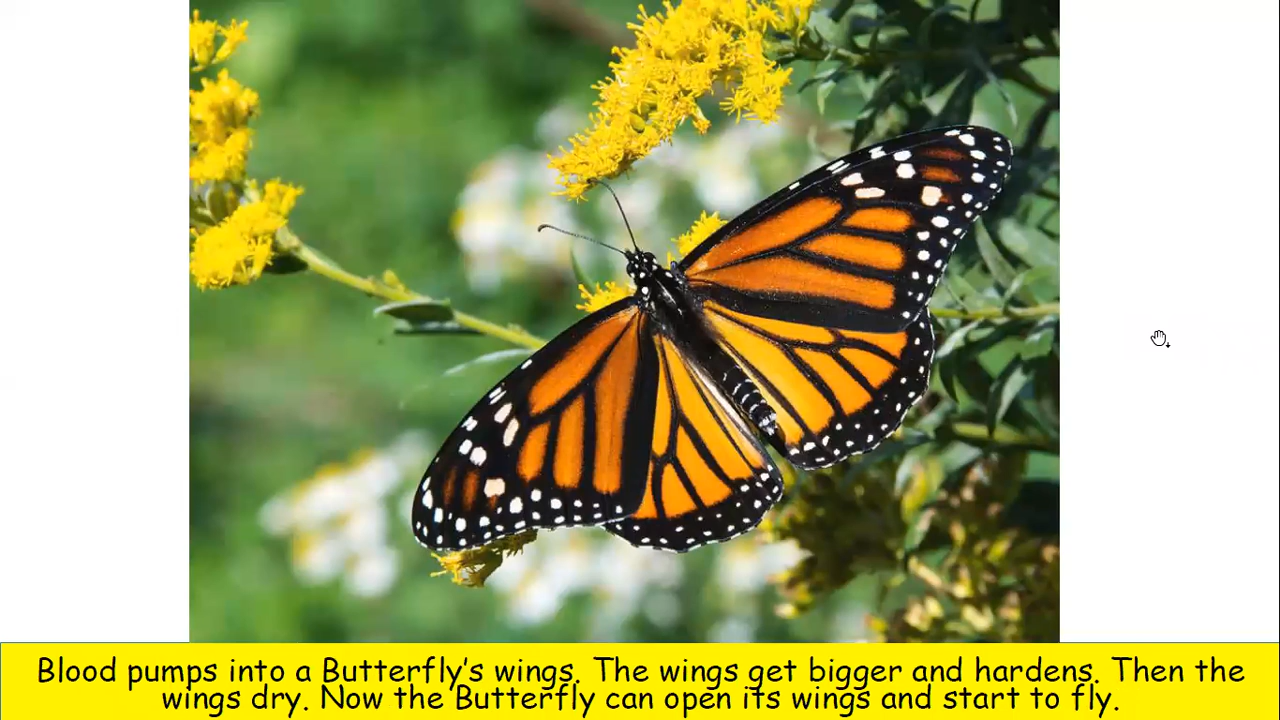 Blood pumps into a Butterfly's wings. The wings get bigger and hardens. Then the
wings dry. Now the Butterfly can open its wings and start to fly.